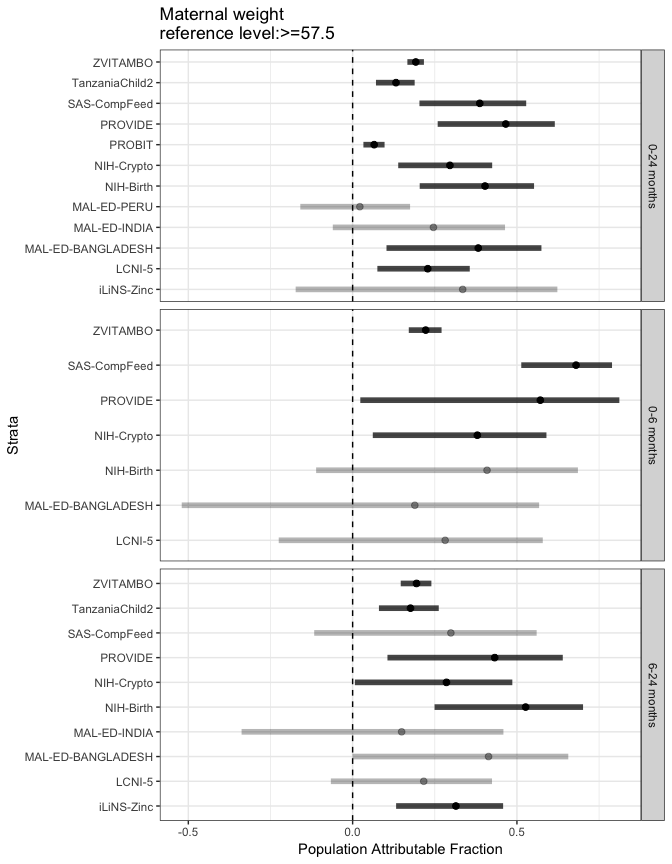 Maternal weight
reference level:>=57.5
ZVITAMBO
TanzaniaChild2
SAS-CompFeed
PROVIDE
PROBIT
NIH-Crypto
NIH-Birth
MAL-ED-PERU
MAL-ED-INDIA
MAL-ED-BANGLADESH
LCNI-5
iLiNS-Zinc
0-24 months
ZVITAMBO
SAS-CompFeed
PROVIDE
NIH-Crypto
NIH-Birth
MAL-ED-BANGLADESH
LCNI-5
0-6 months
ZVITAMBO
TanzaniaChild2
SAS-CompFeed
PROVIDE
NIH-Crypto
NIH-Birth
MAL-ED-INDIA
MAL-ED-BANGLADESH
LCNI-5
iLiNS-Zinc
6-24 months
Strata
-0.5 0.0 0.5
Population Attributable Fraction